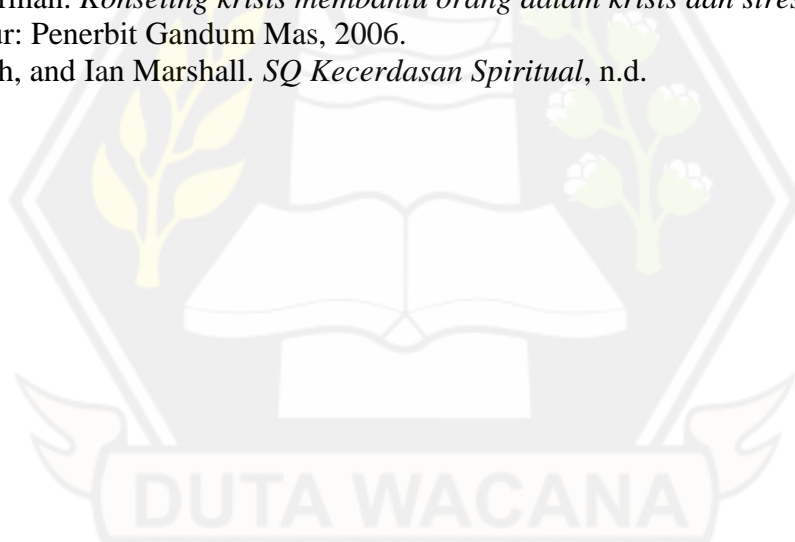 rman. Konseling krisis membantu orang dalam krisis dan stres
ur: Penerbit Gandum Mas, 2006.
h, and Ian Marshall. SQ Kecerdasan Spiritual, n.d.
DUTA WACANA